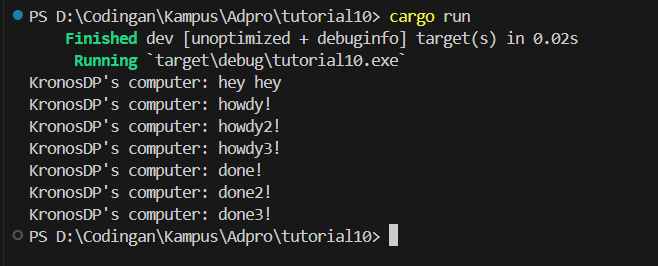 PS D:\Codingan\Kampus\Adpro\tutorial10> cargo run
Finished dev [unoptimized + debuginfo] target(s) in 0.02s
Running `target\debug\tutorial10.exe`
KronosDP's computer: hey hey
KronosDP's computer: howdy!
KronosDP's computer: howdy2!
KronosDP's computer: howdy3!
KronosDP's computer: done!
KronosDP's computer: done2!
KronosDP's computer: done3!
PS D:\Codingan\Kampus\Adpro\tutorial10>